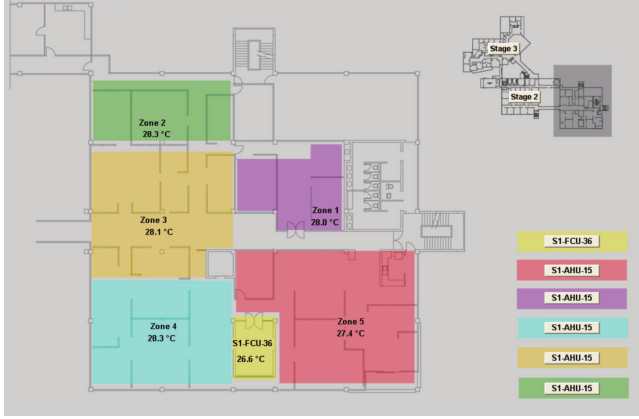 Stage 3
Stage 2
Zone 2
28.3 °C
Zone 1
28.0 °C
Zone 3
28.1 °C
Zone 4
28.3 °C
Zone 5
27.4 °C
S1-FCU-36
26.6 °C
S1-FCU-36
S1-AHU-15
S1-AHU-15
S1-AHU-15
S1-AHU-15
S1-AHU-15